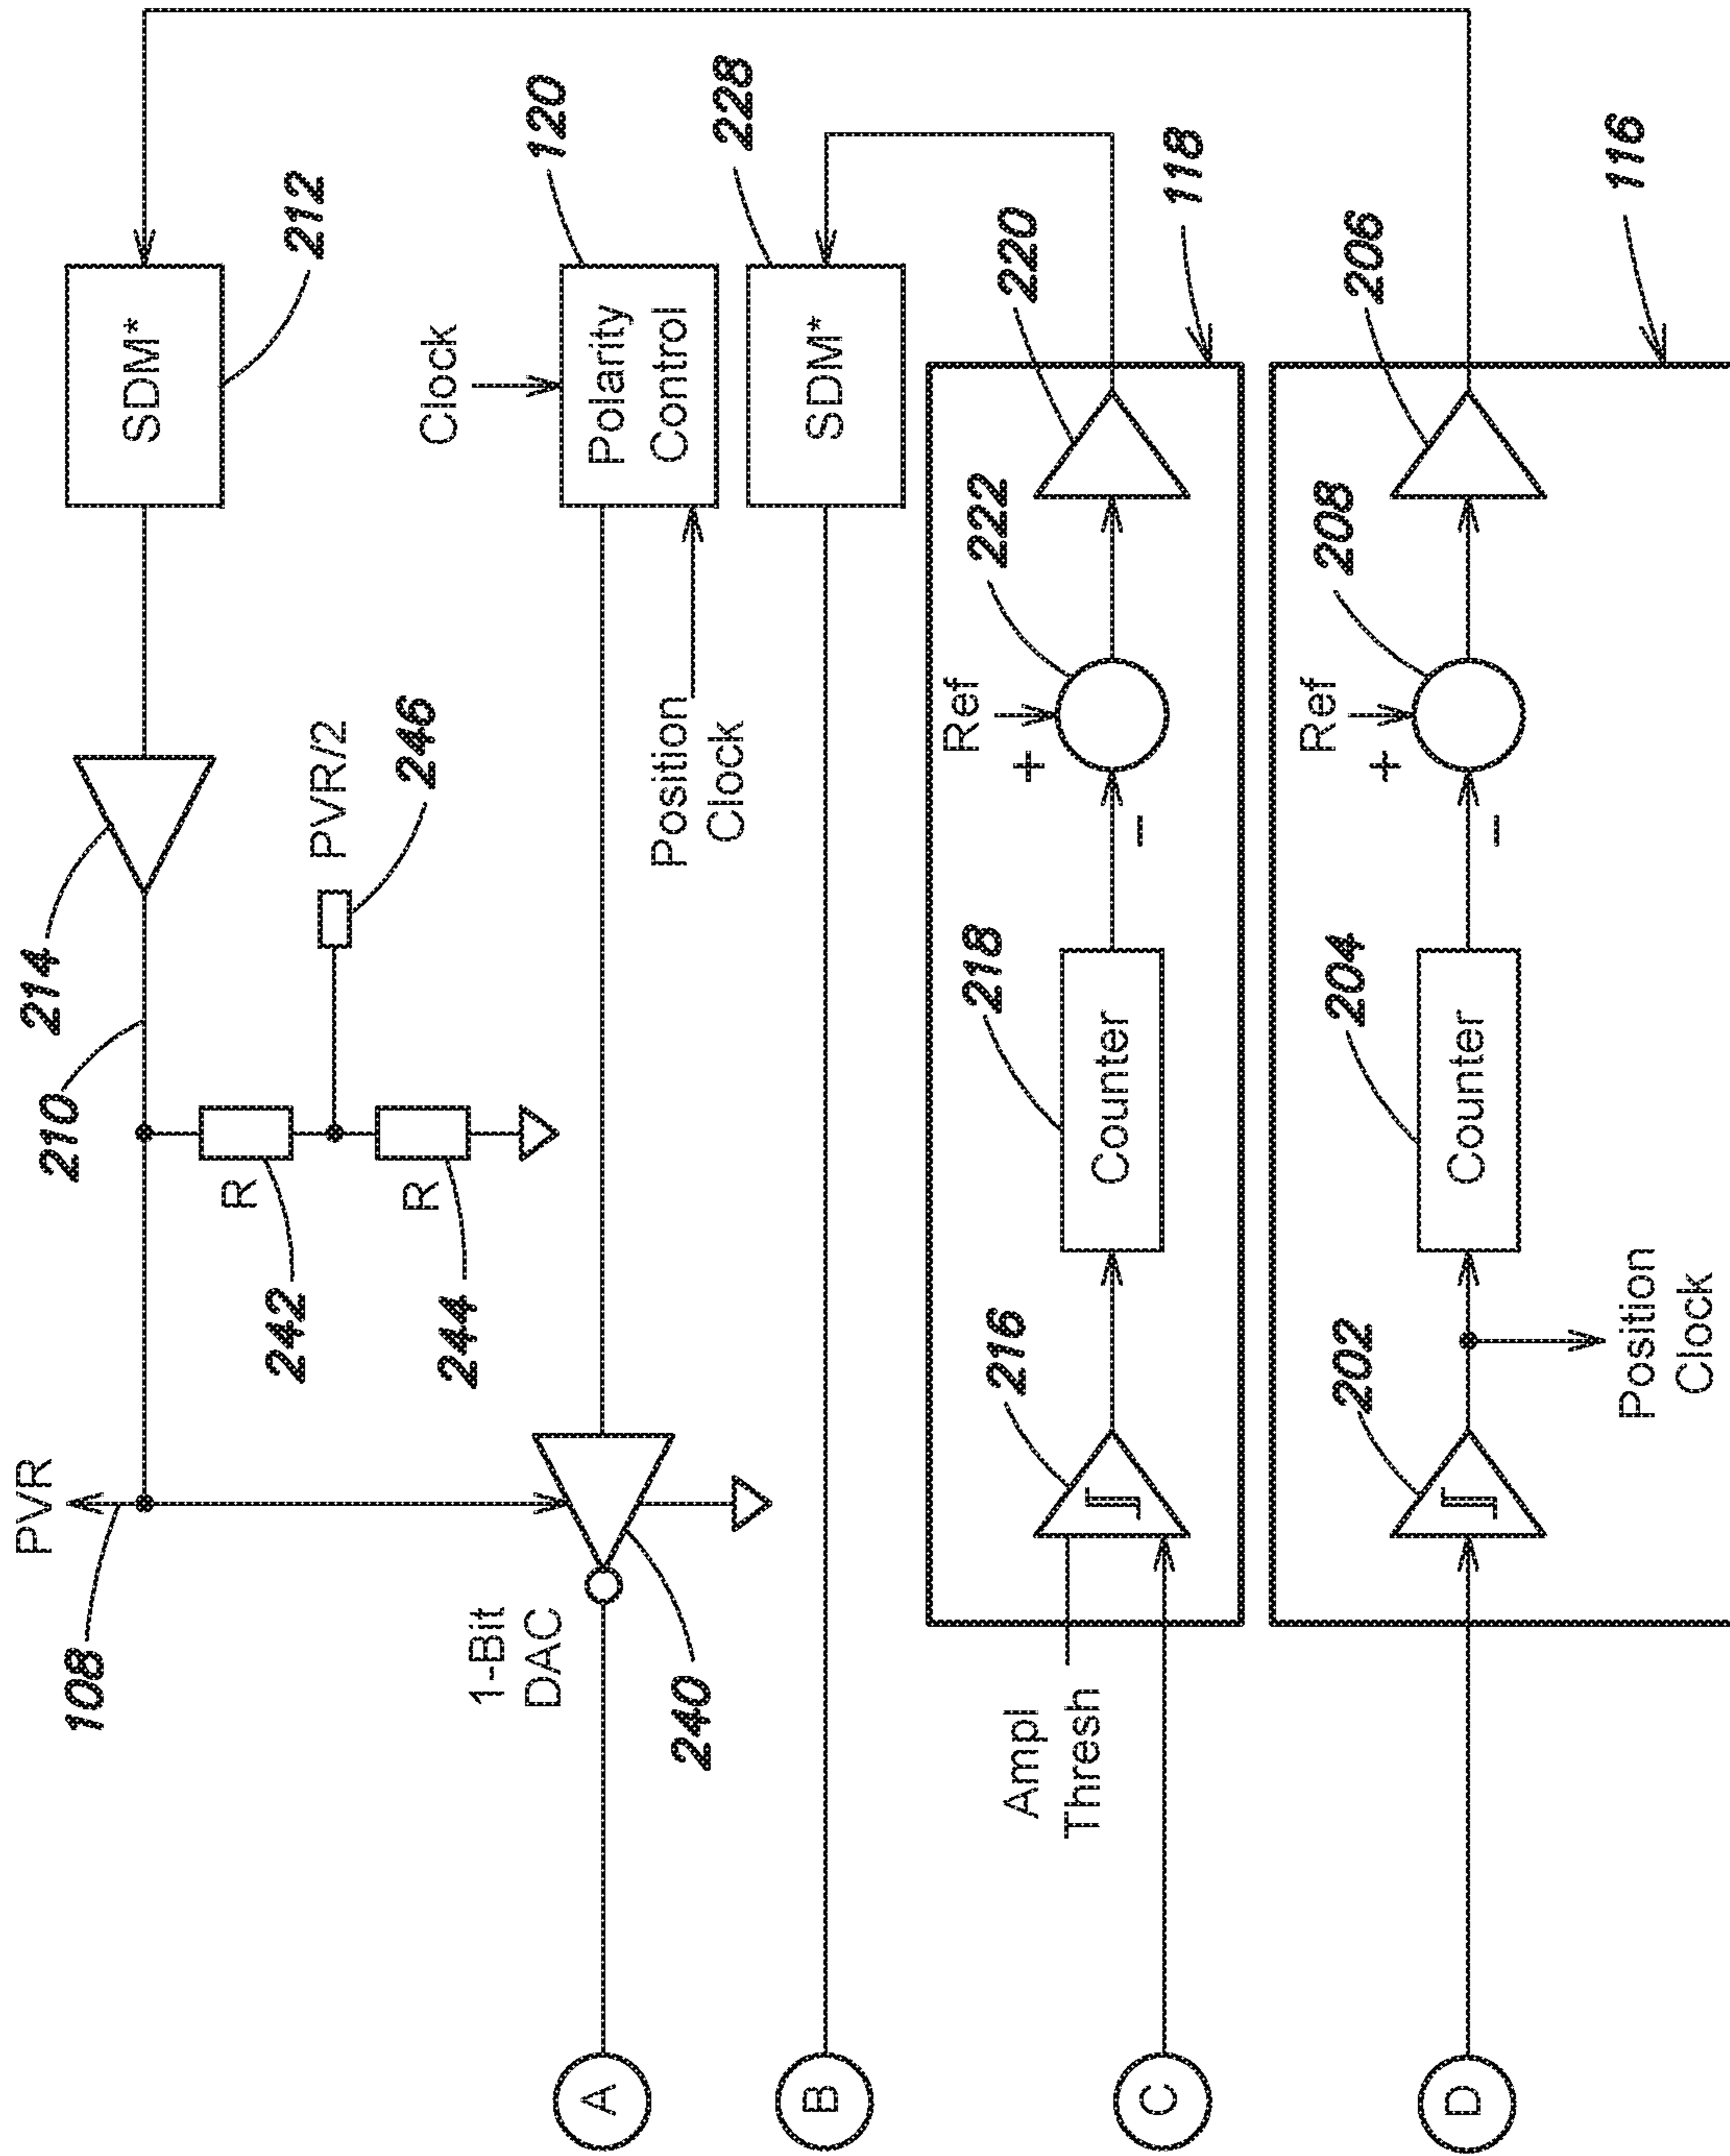 PVR
108
210
214
SDM*
212
R
242
R
244
PVR/2
246
1-Bit
DAC
240
Clock
Polarity
Control
120
Position
Clock
SDM*
228
A
B
C
D
Ampl
Thresh
216
Counter
218
Ref
+
−
222
220
118
202
Position
Clock
Counter
204
Ref
+
−
208
206
116